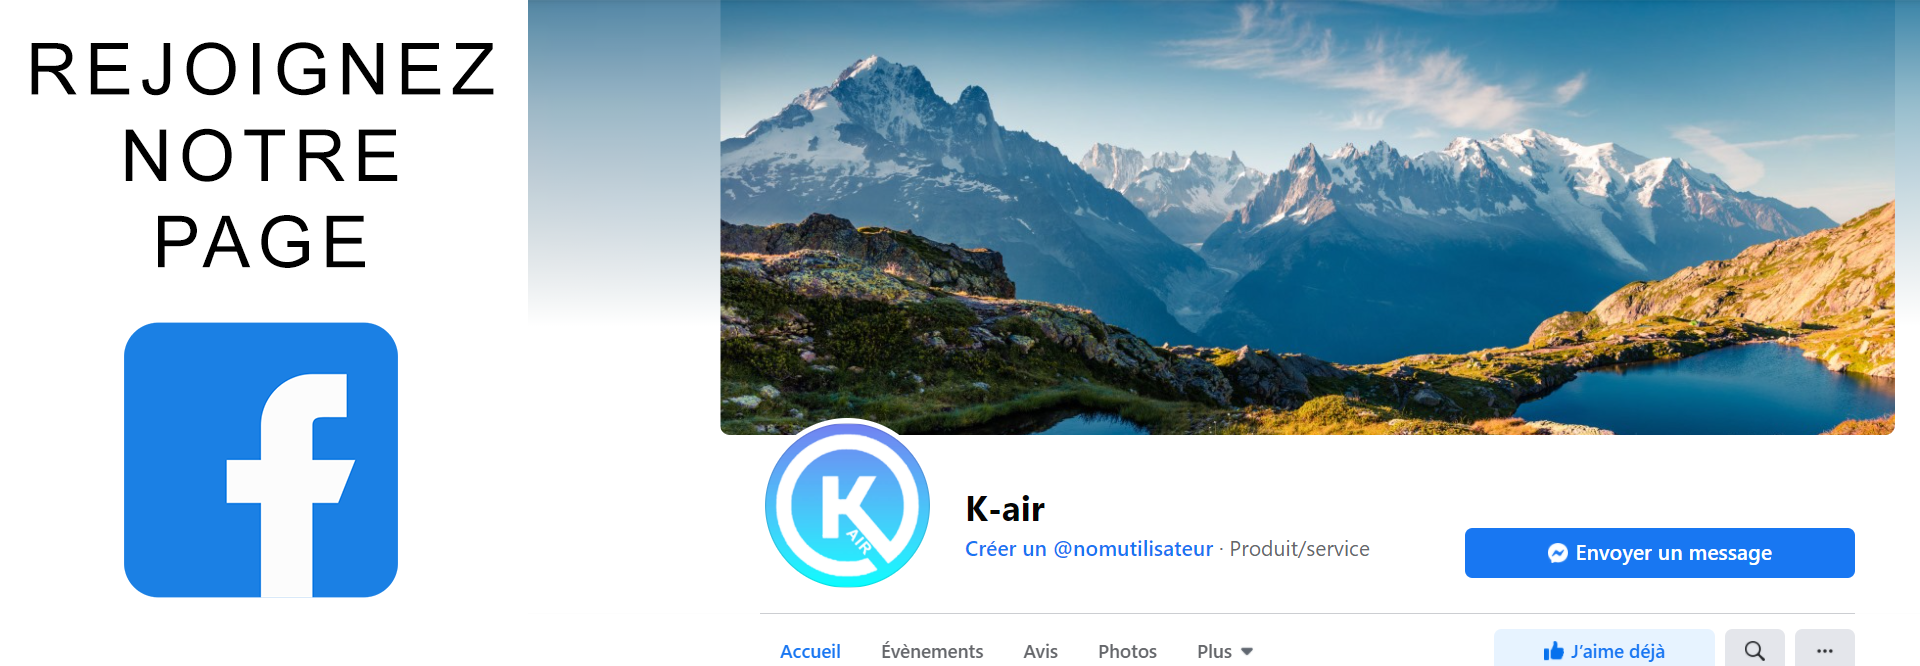 REJOIGNEZ
NOTRE
PAGE
K
AIR
K-air
Créer un @nomutilisateur · Produit/service
Envoyer un message
Accueil Évènements Avis Photos Plus
J’aime déjà